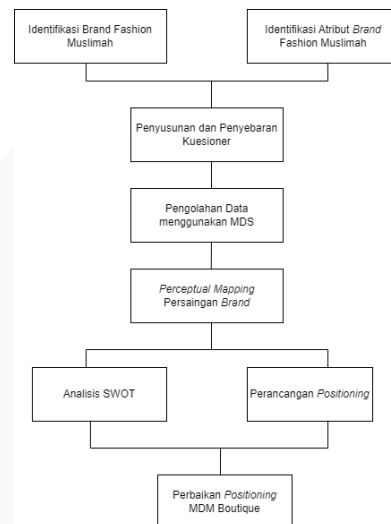 Identifikasi Brand Fashion
Muslimah
Identifikasi Atribut Brand
Fashion Muslimah
Penyusunan dan Penyebaran
Kuesioner
Pengolahan Data
menggunakan MDS
Perceptual Mapping
Persaingan Brand
Analisis SWOT
Perancangan Positioning
Perbaikan Positioning
MDM Boutique